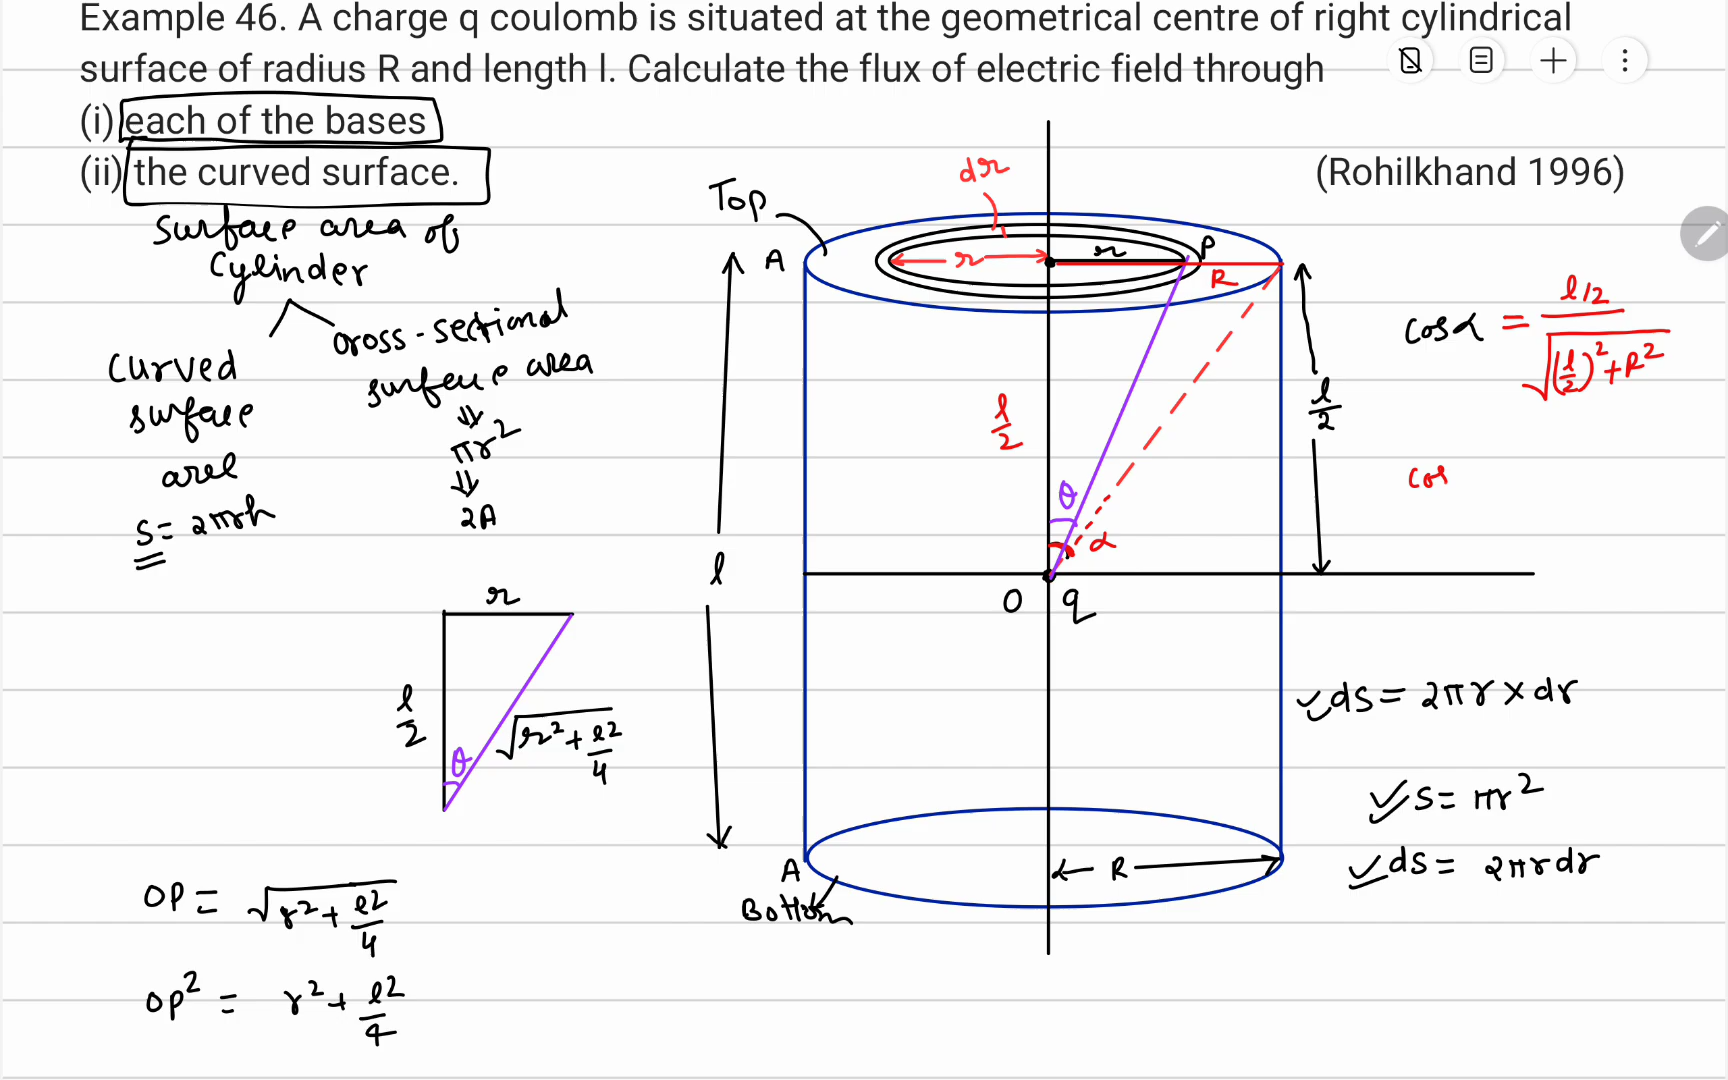 Example 46. A charge q coulomb is situated at the geometrical centre of right cylindrical
surface of radius R and length l. Calculate the flux of electric field through
(i) each of the bases
(ii) the curved surface.
(Rohilkhand 1996)
surface area of
Cylinder
curved
surface
area
S = 2πrh
cross-sectional
surface area
⇓
πr²
⇓
2A
r
l/2
θ
√(r² + l²/4)
OP = √(r² + l²/4)
OP² = r² + l²/4
Top
A
dr
r
r
P
R
l
l/2
l/2
θ
α
O
q
A
Bottom
R
cosα = (l/2)/√((l/2)² + R²)
cos
ds = 2πr × dr
S = πr²
ds = 2πrdr